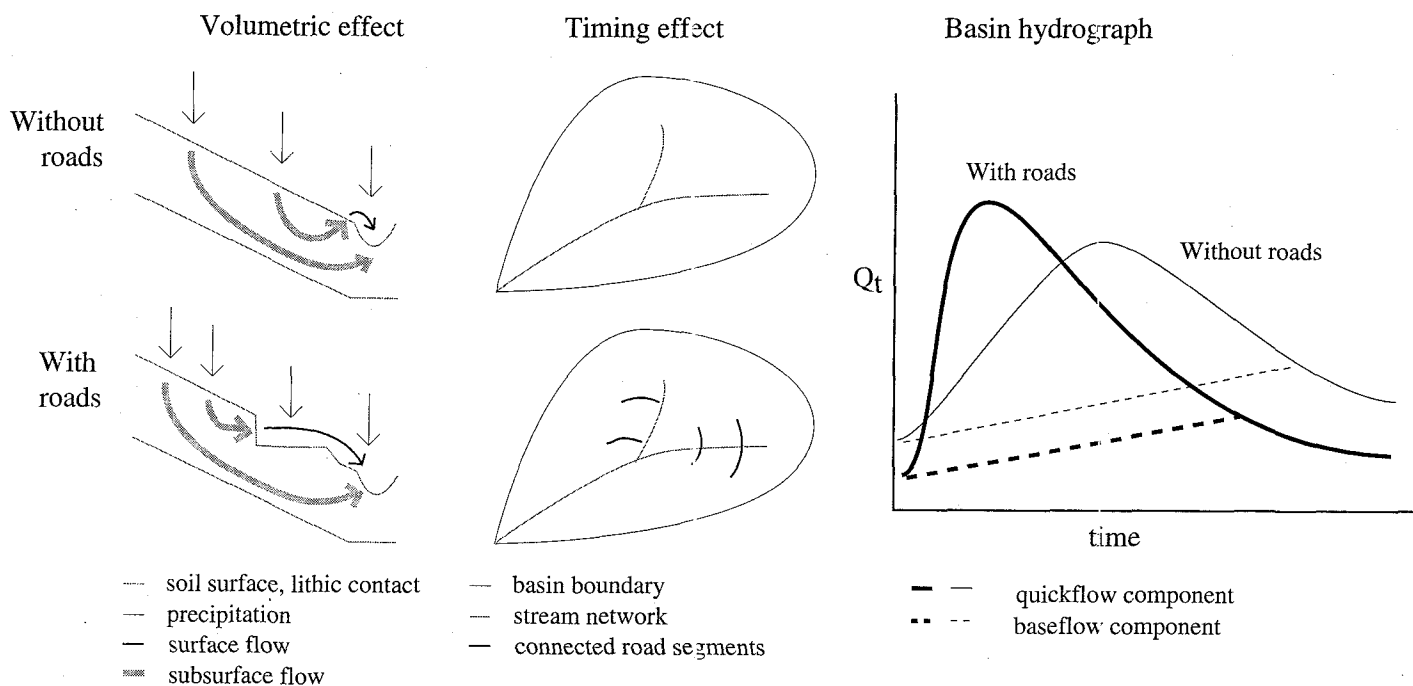 Volumetric effect
Timing effect
Basin hydrograph
Without
roads
With
roads
With roads
Without roads
Qt
time
soil surface, lithic contact
precipitation
surface flow
subsurface flow
basin boundary
stream network
connected road segments
quickflow component
baseflow component